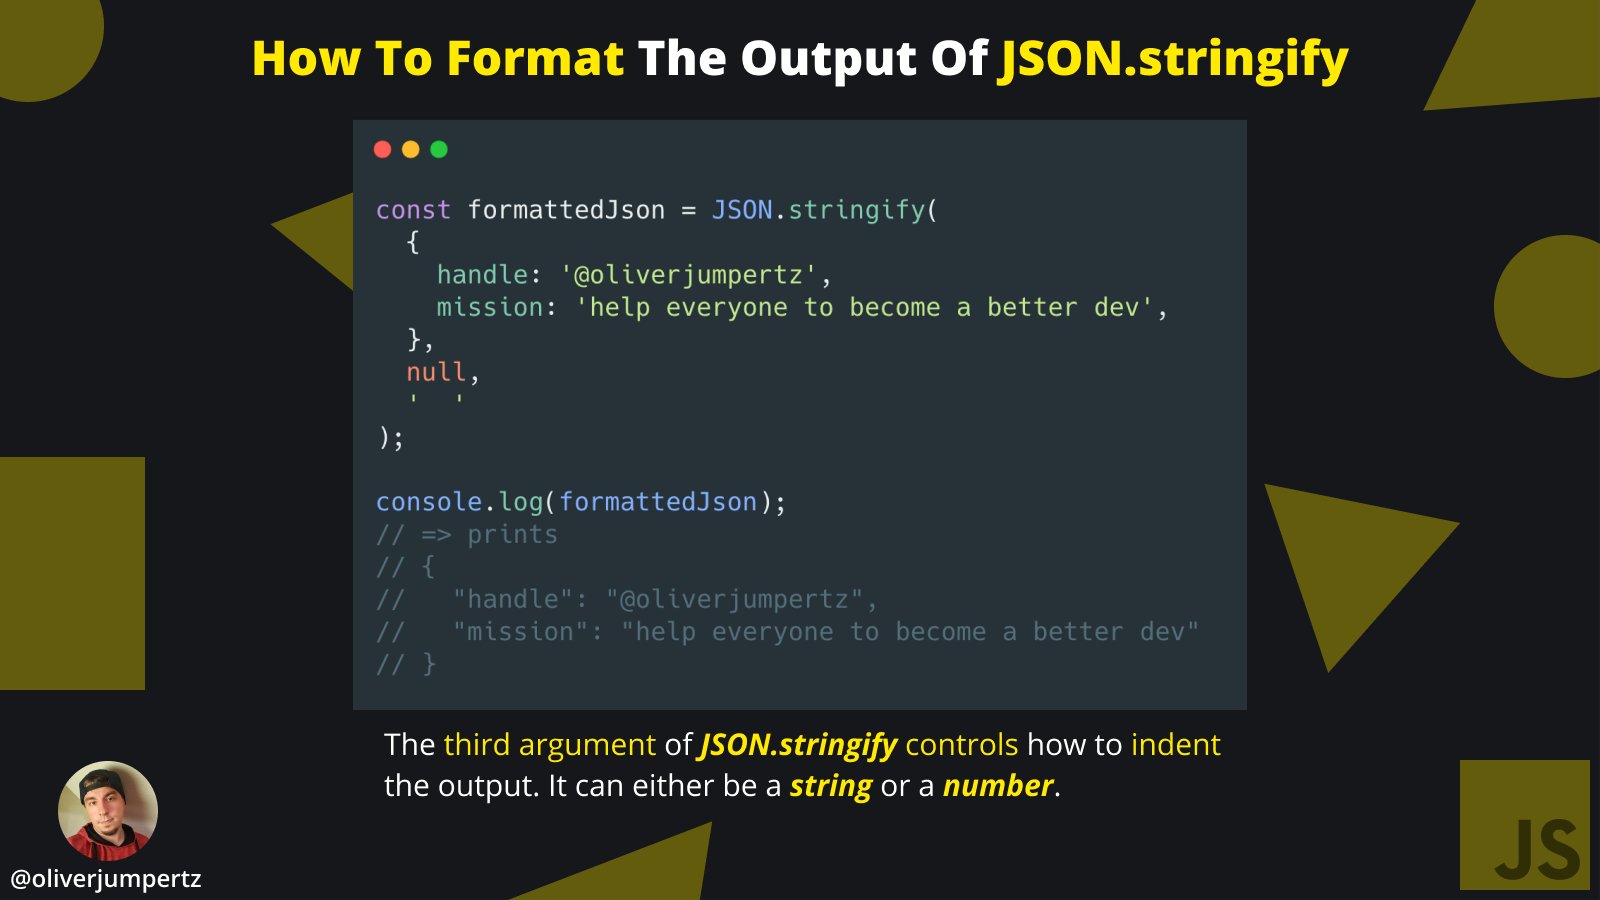 How To Format The Output Of JSON.stringify
const formattedJson = JSON.stringify(
  {
    handle: '@oliverjumpertz',
    mission: 'help everyone to become a better dev',
  },
  null,
  '  '
);
console.log(formattedJson);
// => prints
// {
//   "handle": "@oliverjumpertz",
//   "mission": "help everyone to become a better dev"
// }
The third argument of JSON.stringify controls how to indent
the output. It can either be a string or a number.
@oliverjumpertz
JS